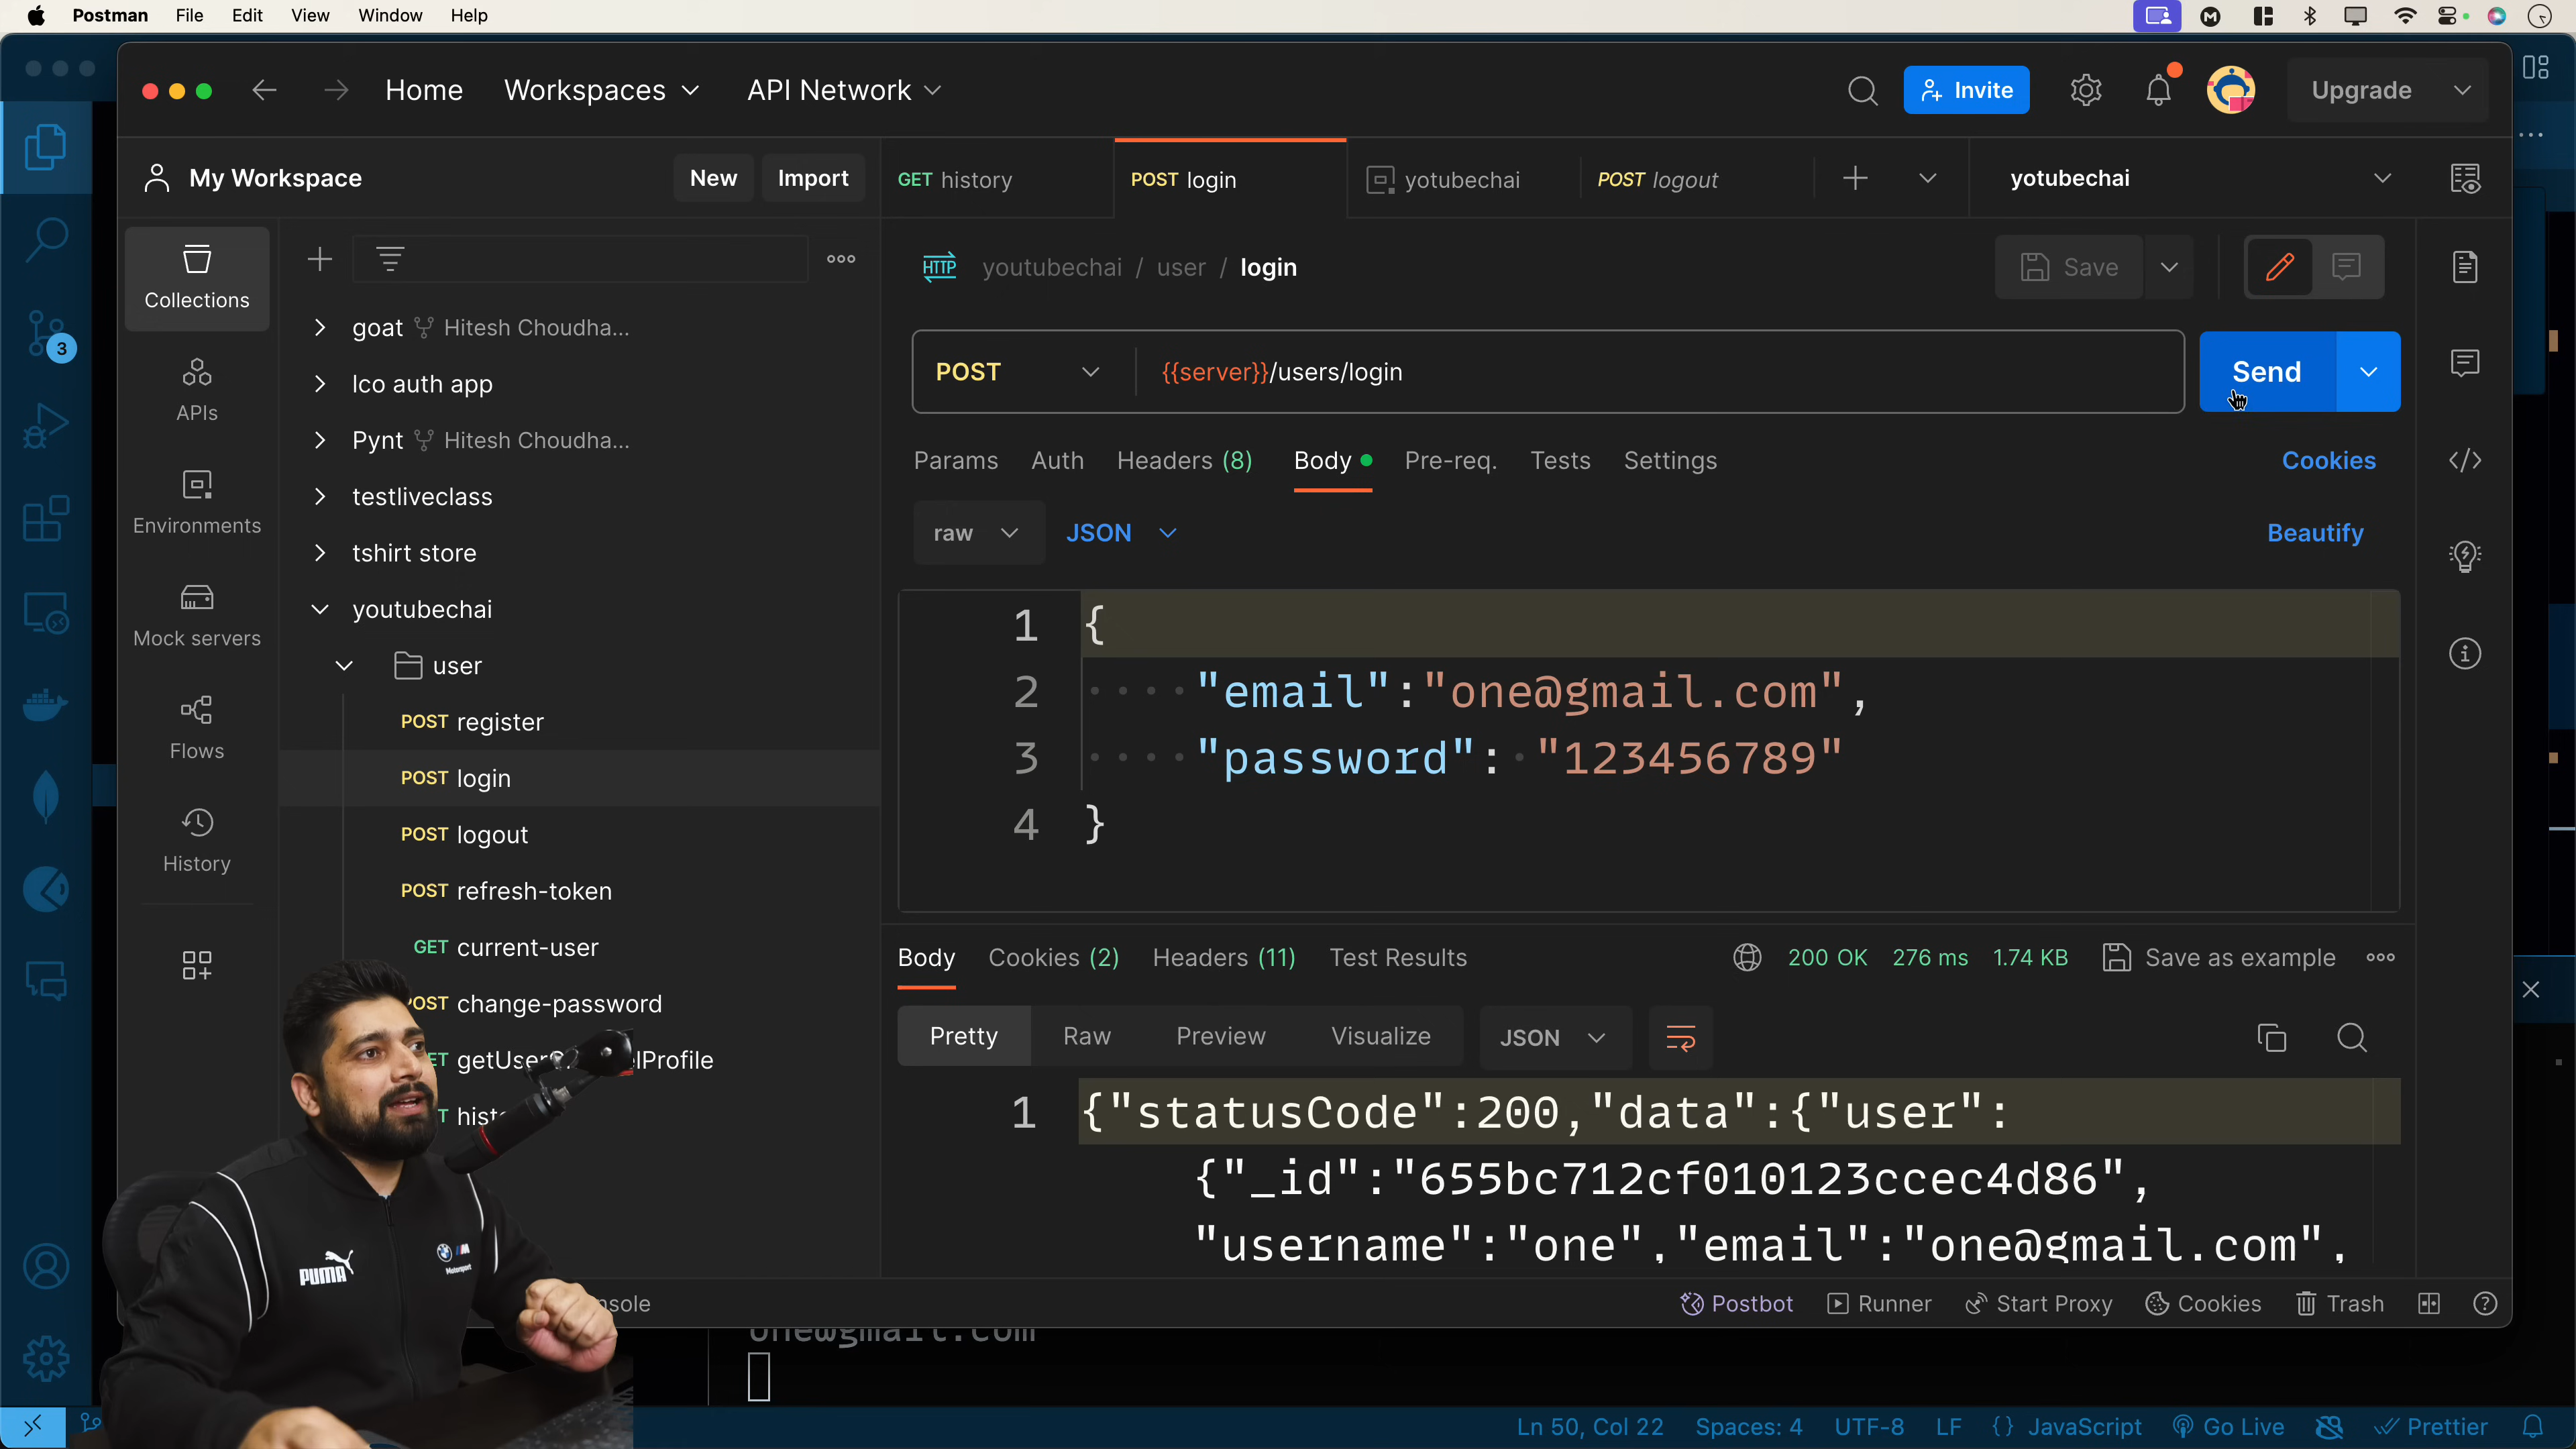 Postman File Edit View Window Help
Home Workspaces API Network Invite Upgrade
My Workspace New Import GET history POST login yotubechai POST logout yotubechai
Collections
APIs
Environments
Mock servers
Flows
History
goat Hitesh Choudha...
lco auth app
Pynt Hitesh Choudha...
testliveclass
tshirt store
youtubechai
user
POST register
POST login
POST logout
POST refresh-token
GET current-user
POST change-password
3
HTTP youtubechai / user / login Save
POST {{server}}/users/login Send
Params Auth Headers (8) Body Pre-req. Tests Settings Cookies
raw JSON Beautify
1 {
2 "email":"one@gmail.com",
3 "password": "123456789"
4 }
Body Cookies (2) Headers (11) Test Results 200 OK 276 ms 1.74 KB Save as example
Pretty Raw Preview Visualize JSON
1 {"statusCode":200,"data":{"user":
{"_id":"655bc712cf010123ccec4d86",
"username":"one","email":"one@gmail.com",
Postbot Runner Start Proxy Cookies Trash
one@gmail.com
PUMA
Ln 50, Col 22 Spaces: 4 UTF-8 LF {} JavaScript Go Live Prettier